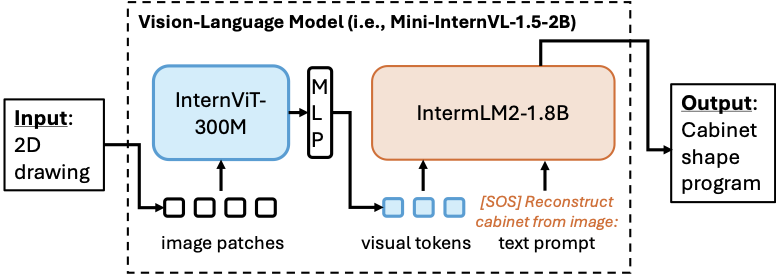 Vision-Language Model (i.e., Mini-InternVL-1.5-2B)
Input:
2D
drawing
InternViT-
300M
M
L
P
IntermLM2-1.8B
Output:
Cabinet
shape
program
[SOS] Reconstruct
cabinet from image:
image patches
visual tokens
text prompt